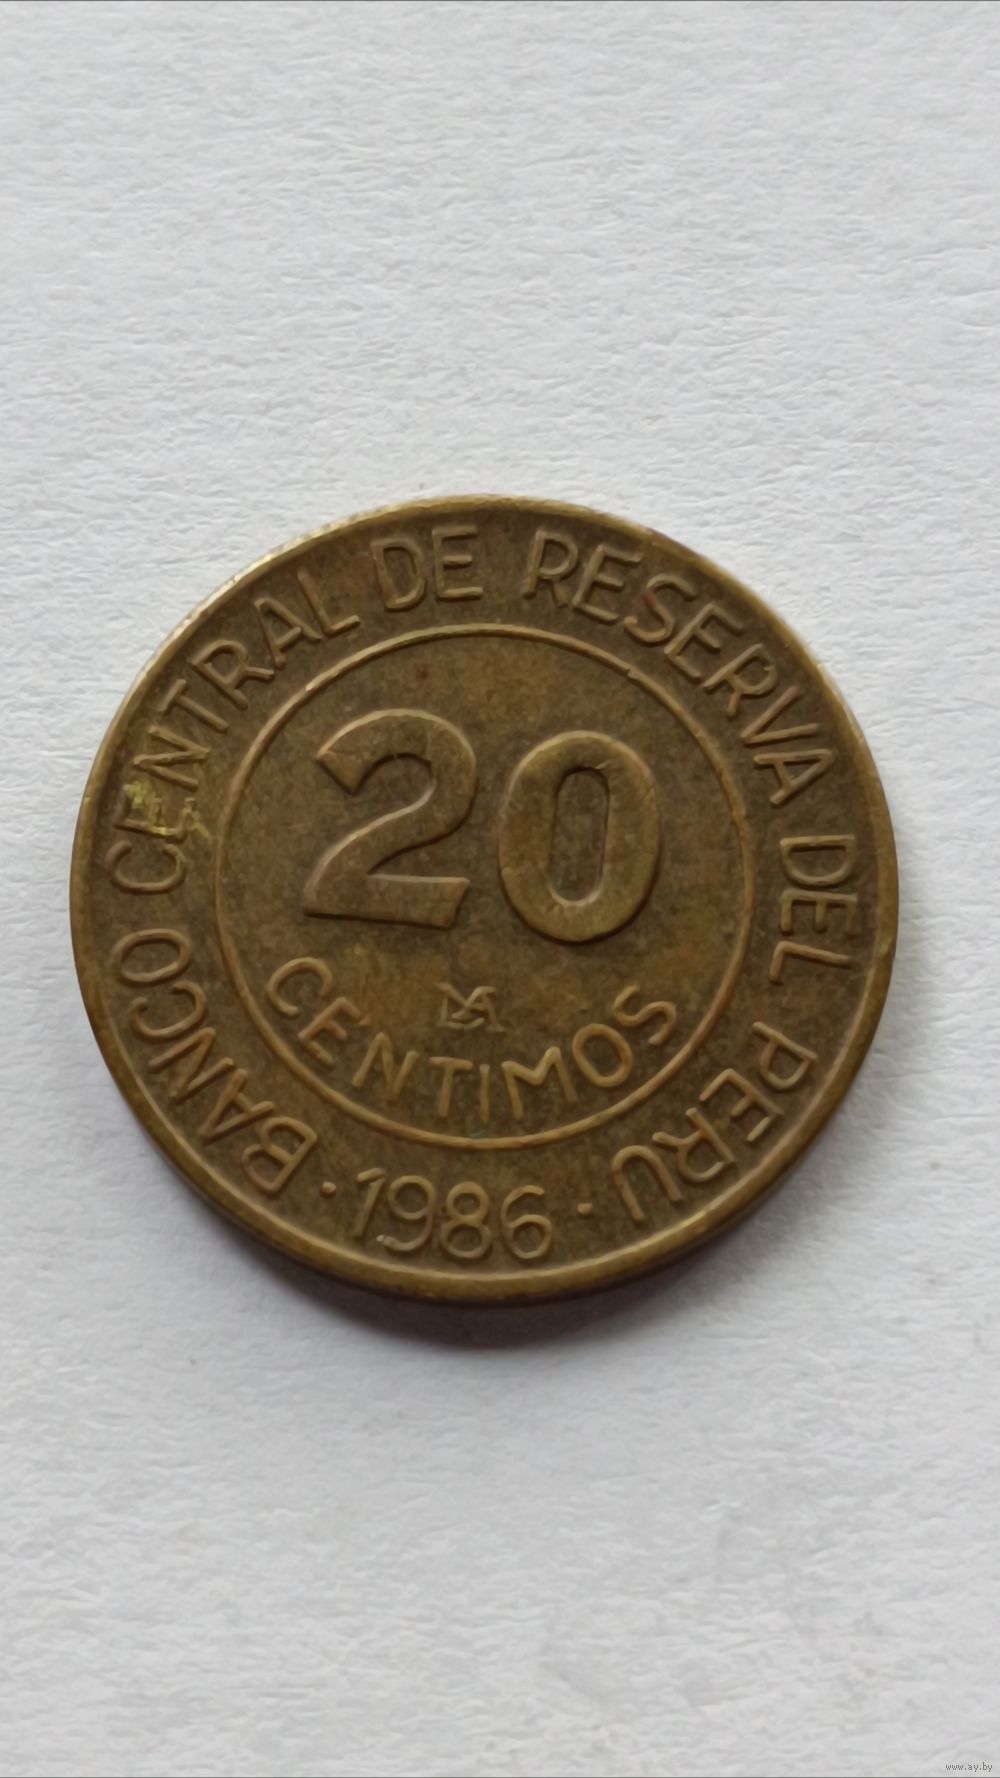 BANCO CENTRAL DE RESERVA DEL PERU
20
CENTIMOS
· 1986 ·
www.ay.by